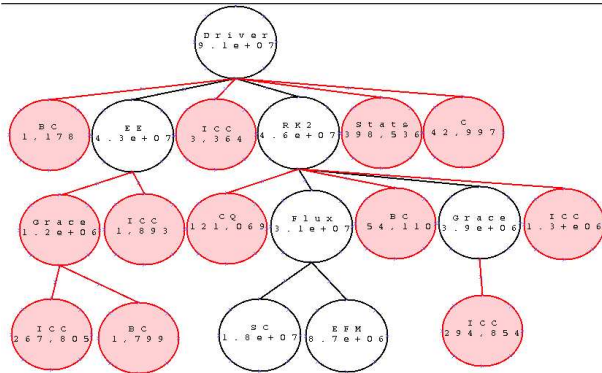 Driver
9.1e+07
BC
1,178
EE
4.3e+07
ICC
3,364
RK2
4.6e+07
Stats
398,536
C
42,997
Grace
1.2e+06
ICC
1,893
CQ
121,069
Flux
3.1e+07
BC
54,110
Grace
3.9e+06
ICC
1.3+e06
ICC
267,805
BC
1,799
SC
1.8e+07
EFM
8.7e+06
ICC
294,854